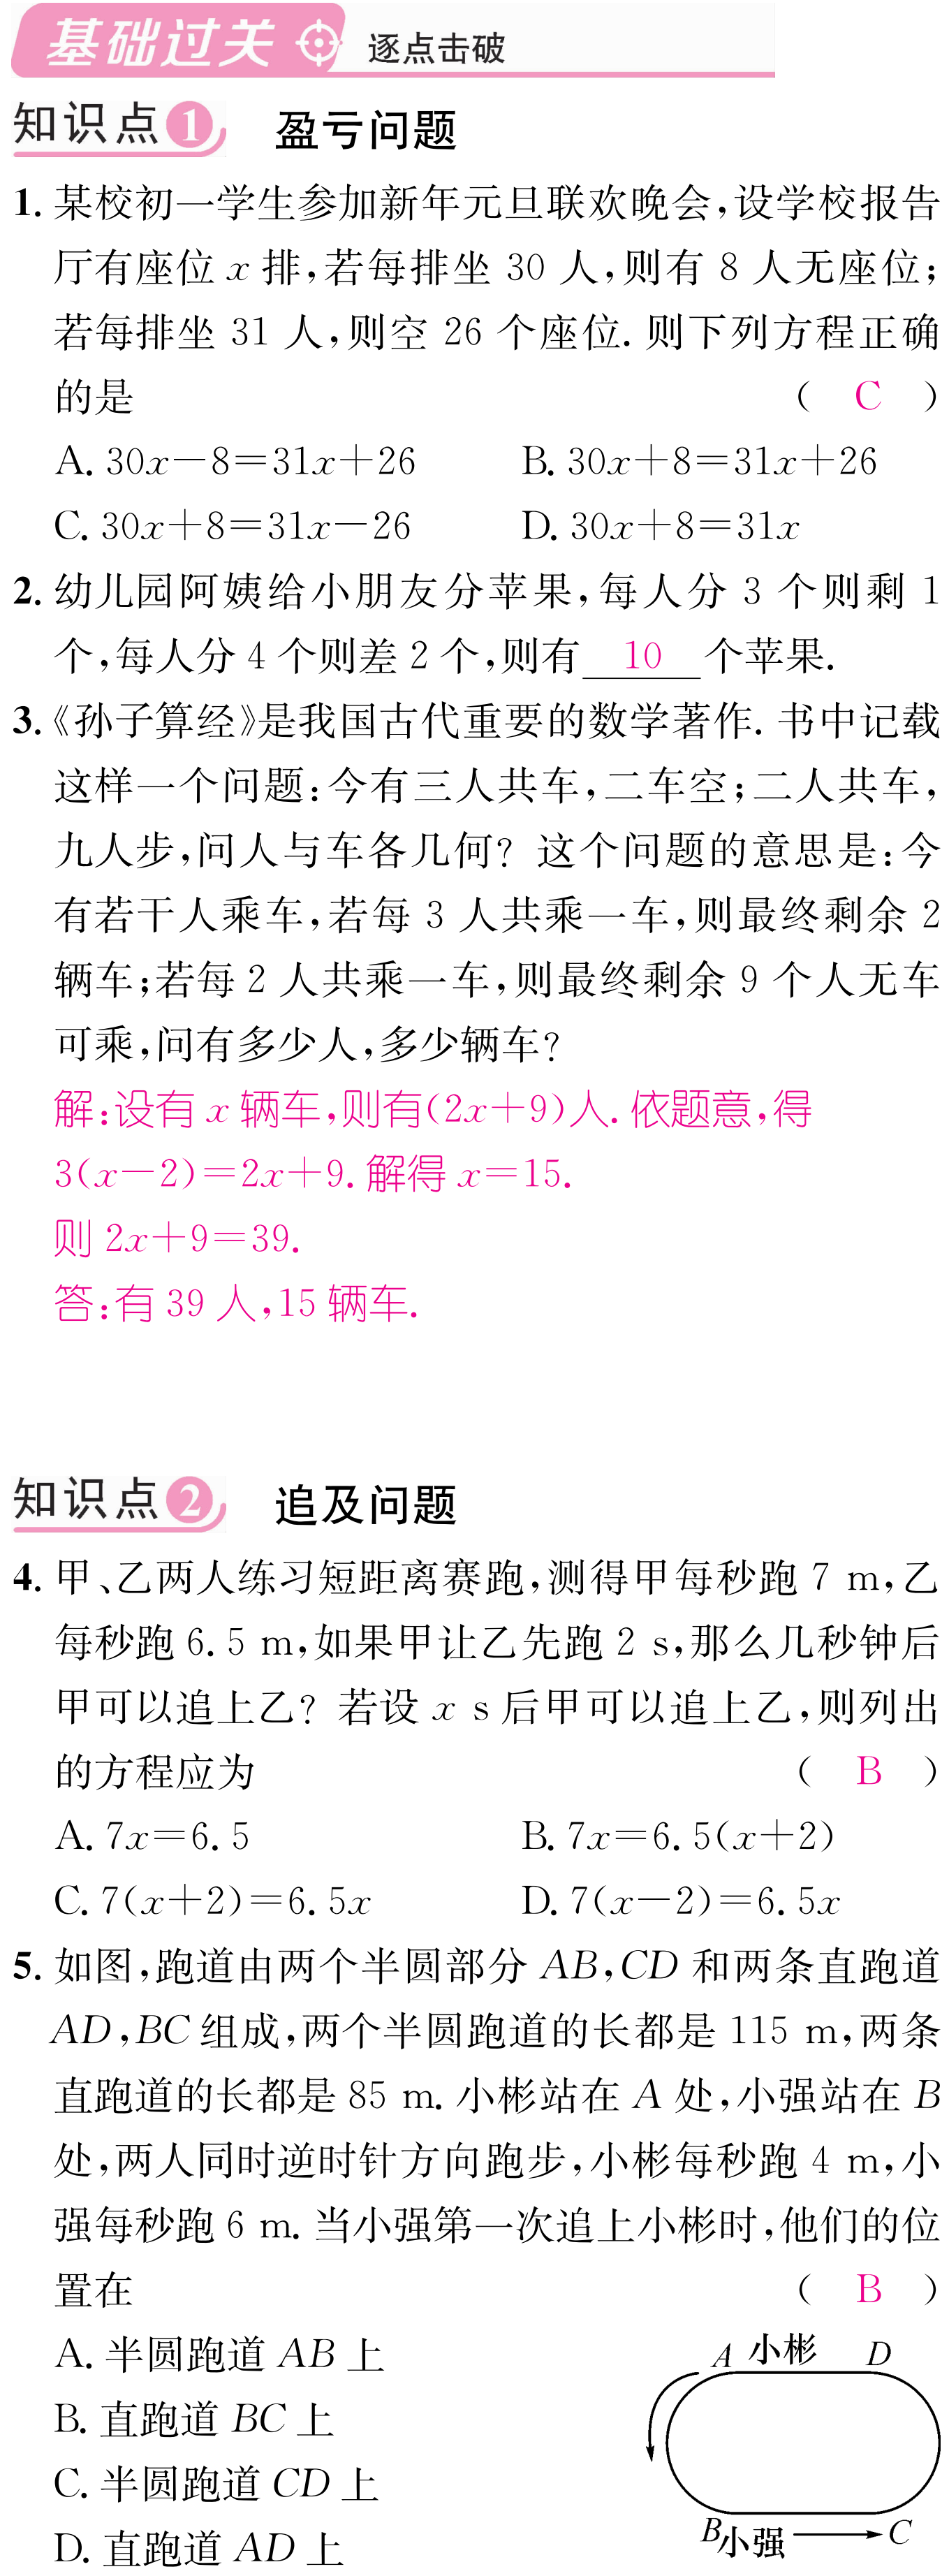 基础过关 逐点击破
知识点1 盈亏问题
1. 某校初一学生参加新年元旦联欢晚会,设学校报告
厅有座位 x 排,若每排坐 30 人,则有 8 人无座位;
若每排坐 31 人,则空 26 个座位. 则下列方程正确
的是 ( C )
A. 30x－8＝31x＋26 B. 30x＋8＝31x＋26
C. 30x＋8＝31x－26 D. 30x＋8＝31x
2. 幼儿园阿姨给小朋友分苹果,每人分 3 个则剩 1
个,每人分 4 个则差 2 个,则有 10 个苹果.
3. 《孙子算经》是我国古代重要的数学著作. 书中记载
这样一个问题:今有三人共车,二车空;二人共车,
九人步,问人与车各几何? 这个问题的意思是:今
有若干人乘车,若每 3 人共乘一车,则最终剩余 2
辆车;若每 2 人共乘一车,则最终剩余 9 个人无车
可乘,问有多少人,多少辆车?
解:设有 x 辆车,则有(2x＋9)人. 依题意,得
3(x－2)＝2x＋9. 解得 x＝15.
则 2x＋9＝39.
答:有 39 人,15 辆车.
知识点2 追及问题
4. 甲、乙两人练习短距离赛跑,测得甲每秒跑 7 m,乙
每秒跑 6.5 m,如果甲让乙先跑 2 s,那么几秒钟后
甲可以追上乙? 若设 x s 后甲可以追上乙,则列出
的方程应为 ( B )
A. 7x＝6.5 B. 7x＝6.5(x＋2)
C. 7(x＋2)＝6.5x D. 7(x－2)＝6.5x
5. 如图,跑道由两个半圆部分 AB,CD 和两条直跑道
AD,BC 组成,两个半圆跑道的长都是 115 m,两条
直跑道的长都是 85 m. 小彬站在 A 处,小强站在 B
处,两人同时逆时针方向跑步,小彬每秒跑 4 m,小
强每秒跑 6 m. 当小强第一次追上小彬时,他们的位
置在 ( B )
A. 半圆跑道 AB 上
B. 直跑道 BC 上
C. 半圆跑道 CD 上
D. 直跑道 AD 上
A 小彬 D
B 小强 C